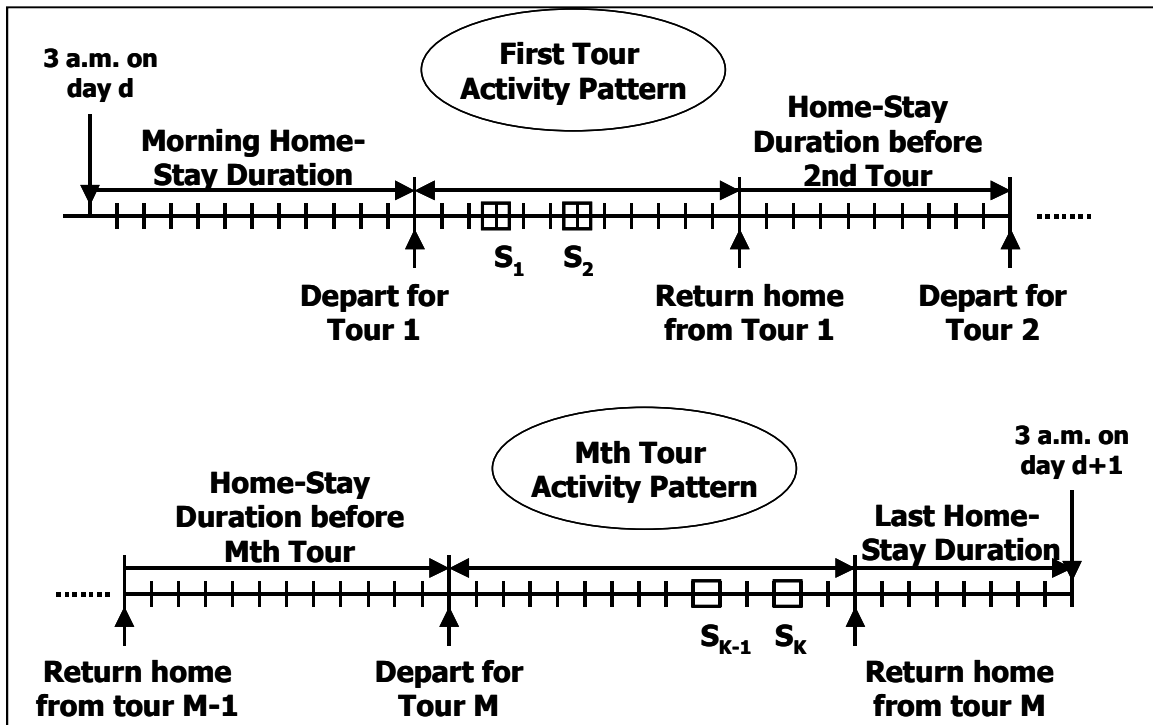 3 a.m. on
day d
First Tour
Activity Pattern
Morning Home-
Stay Duration
Home-Stay
Duration before
2nd Tour
........
S1
S2
Depart for
Tour 1
Return home
from Tour 1
Depart for
Tour 2
Mth Tour
Activity Pattern
3 a.m. on
day d+1
Home-Stay
Duration before
Mth Tour
Last Home-
Stay Duration
........
SK-1
SK
Return home
from tour M-1
Depart for
Tour M
Return home
from tour M